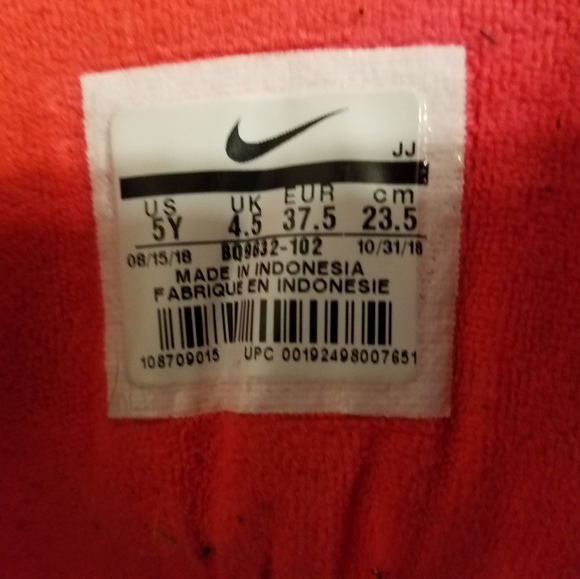 JJ
US UK EUR cm
5Y 4.5 37.5 23.5
08/15/18 BQ9632-102 10/31/18
MADE IN INDONESIA
FABRIQUE EN INDONESIE
108709015 UPC 00192498007651